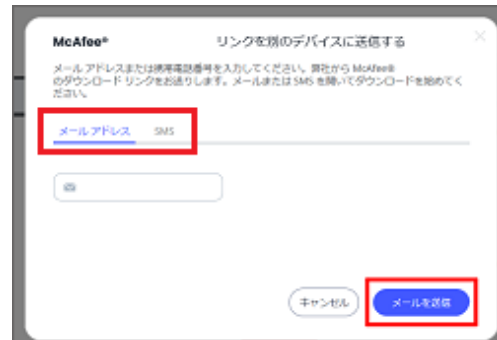 McAfee® リンクを別のデバイスに送信する
メール アドレスまたは携帯電話番号を入力してください。弊社から McAfee®
のダウンロード リンクをお送りします。メールまたは SMS を開いてダウンロードを始めてく
ださい。
メール アドレス SMS
キャンセル メールを送信